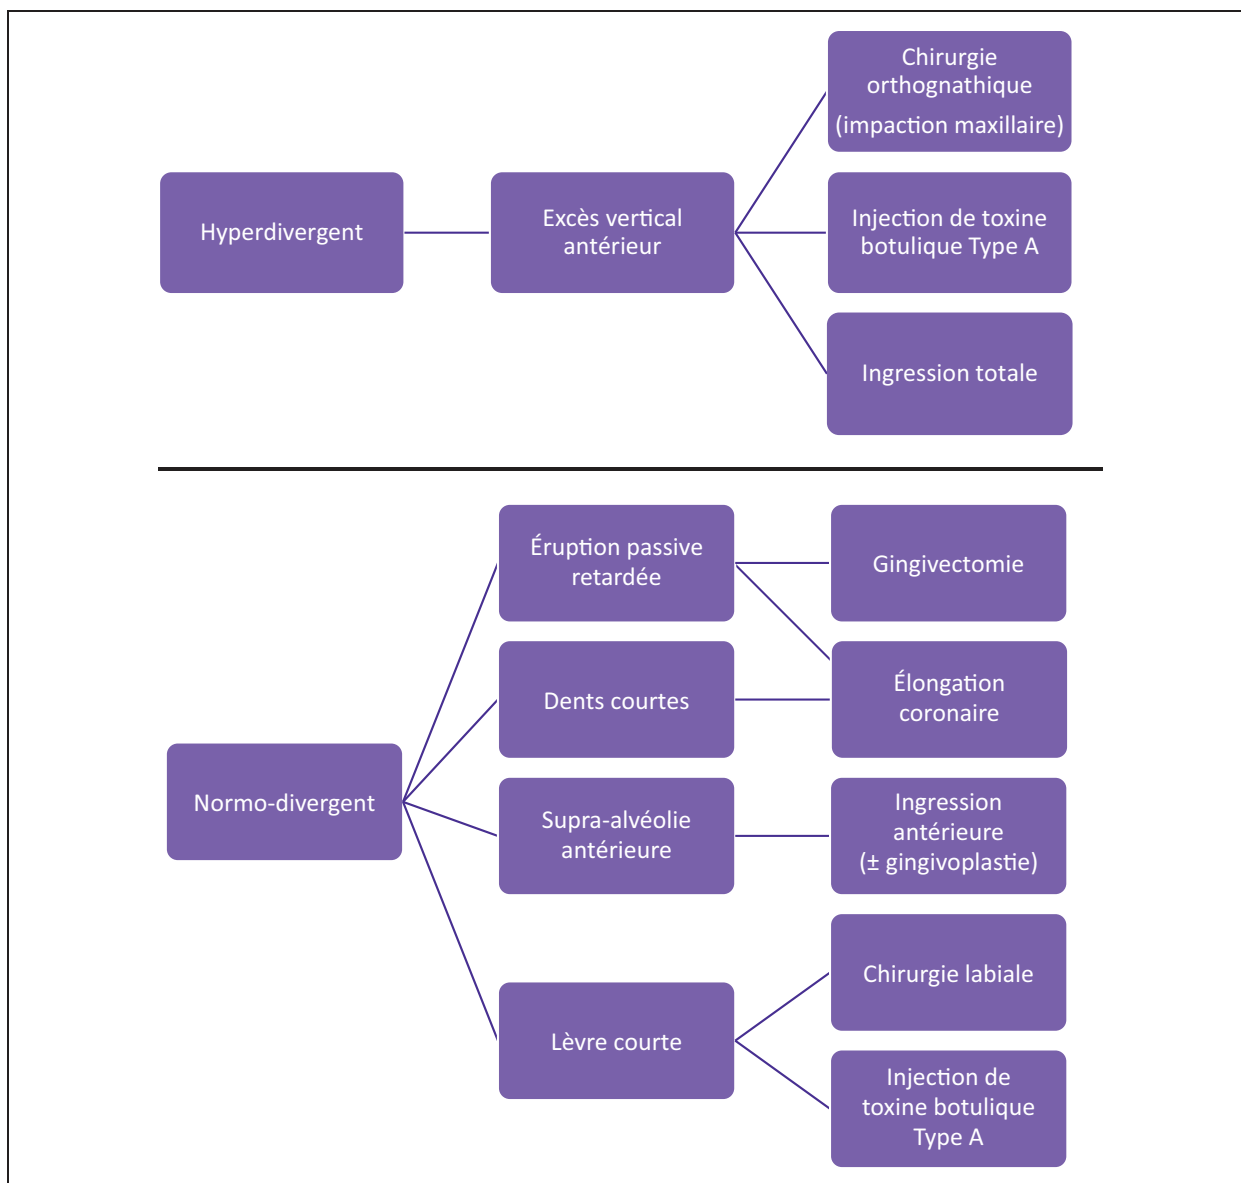 Hyperdivergent
Excès vertical
antérieur
Chirurgie
orthognathique
(impaction maxillaire)
Injection de toxine
botulique Type A
Ingression totale
Normo-divergent
Éruption passive
retardée
Gingivectomie
Dents courtes
Élongation
coronaire
Supra-alvéolie
antérieure
Ingression
antérieure
(± gingivoplastie)
Lèvre courte
Chirurgie labiale
Injection de
toxine botulique
Type A